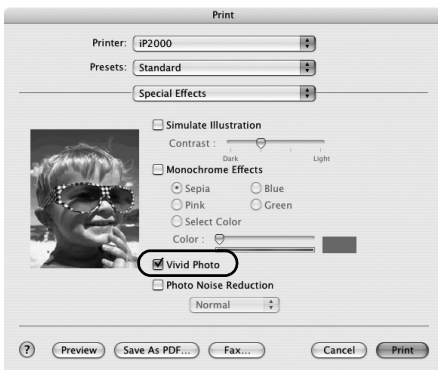 Print
Printer: iP2000
Presets: Standard
Special Effects
Simulate Illustration
Contrast :
Dark Light
Monochrome Effects
Sepia Blue
Pink Green
Select Color
Color :
Vivid Photo
Photo Noise Reduction
Normal
? Preview Save As PDF... Fax... Cancel Print